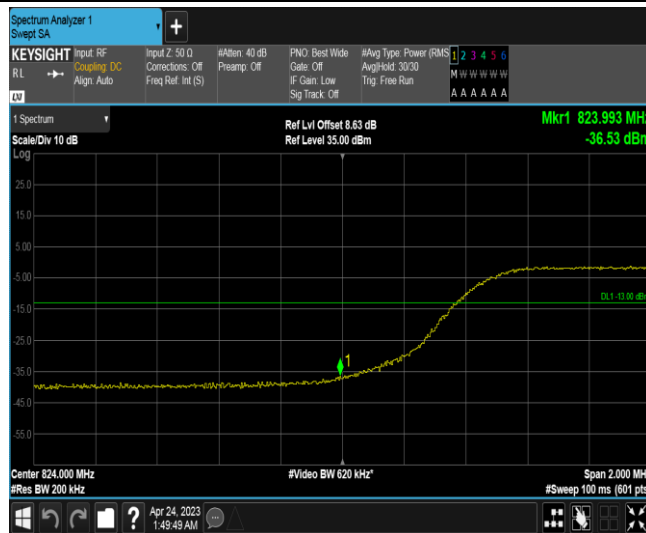 Spectrum Analyzer 1
Swept SA
KEYSIGHT
RL
LXI
Input: RF
Coupling: DC
Align: Auto
Input Z: 50 Ω
Corrections: Off
Freq Ref: Int (S)
#Atten: 40 dB
Preamp: Off
PNO: Best Wide
Gate: Off
IF Gain: Low
Sig Track: Off
#Avg Type: Power (RMS
Avg|Hold: 30/30
Trig: Free Run
1 2 3 4 5 6
M W W W W W
A A A A A A
1 Spectrum
Scale/Div 10 dB
Log
Ref Lvl Offset 8.63 dB
Ref Level 35.00 dBm
Mkr1 823.993 MH
-36.53 dBm
25.0
15.0
5.00
-5.00
DL1 -13.00 dBm
-15.0
-25.0
1
-35.0
-45.0
-55.0
Center 824.000 MHz
#Res BW 200 kHz
#Video BW 620 kHz*
Span 2.000 MH
#Sweep 100 ms (601 pts
?
Apr 24, 2023
1:49:49 AM